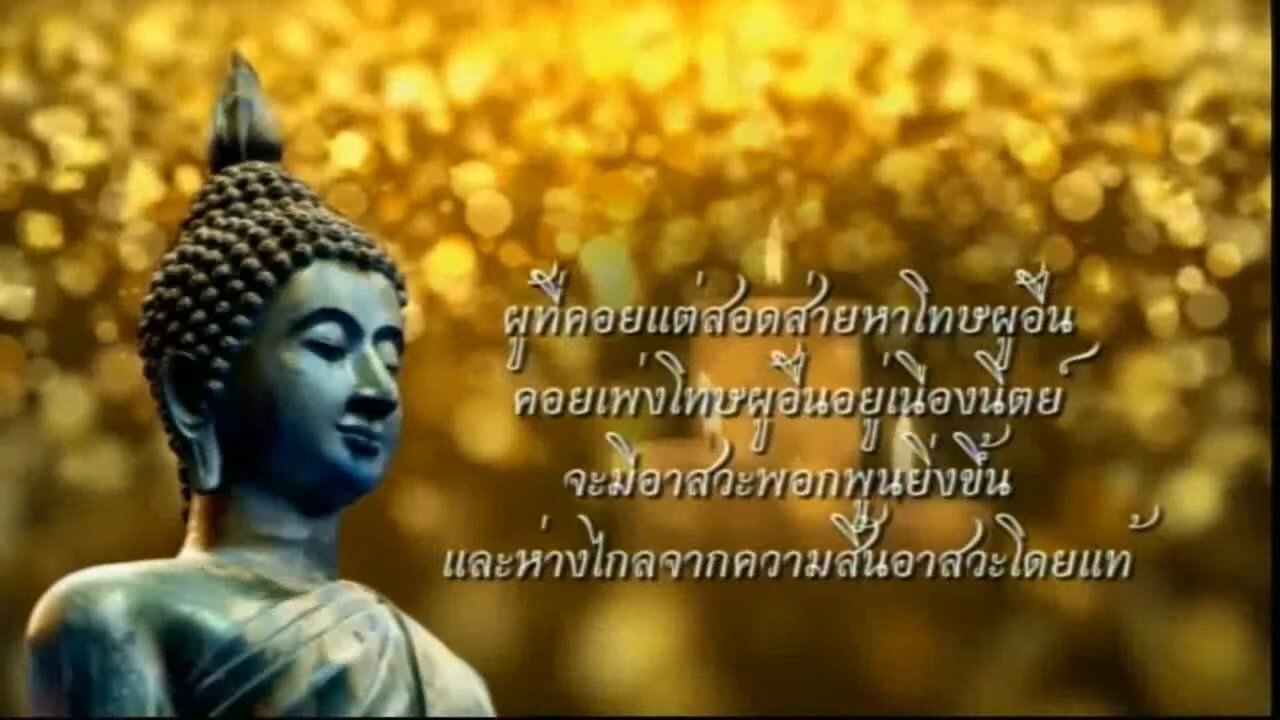 ผู้ที่คอยแต่สอดส่ายหาโทษผู้อื่น
คอยเพ่งโทษผู้อื่นอยู่เนืองนิตย์
จะมีอาสวะพอกพูนยิ่งขึ้น
และห่างไกลจากความสิ้นอาสวะโดยแท้